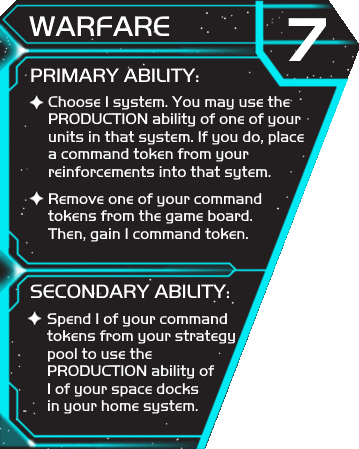 WARFARE
7
PRIMARY ABILITY:
Choose 1 system. You may use the
PRODUCTION ability of one of your
units in that system. If you do, place
a command token from your
reinforcements into that sytem.
Remove one of your command
tokens from the game board.
Then, gain 1 command token.
SECONDARY ABILITY:
Spend 1 of your command
tokens from your strategy
pool to use the
PRODUCTION ability of
1 of your space docks
in your home system.